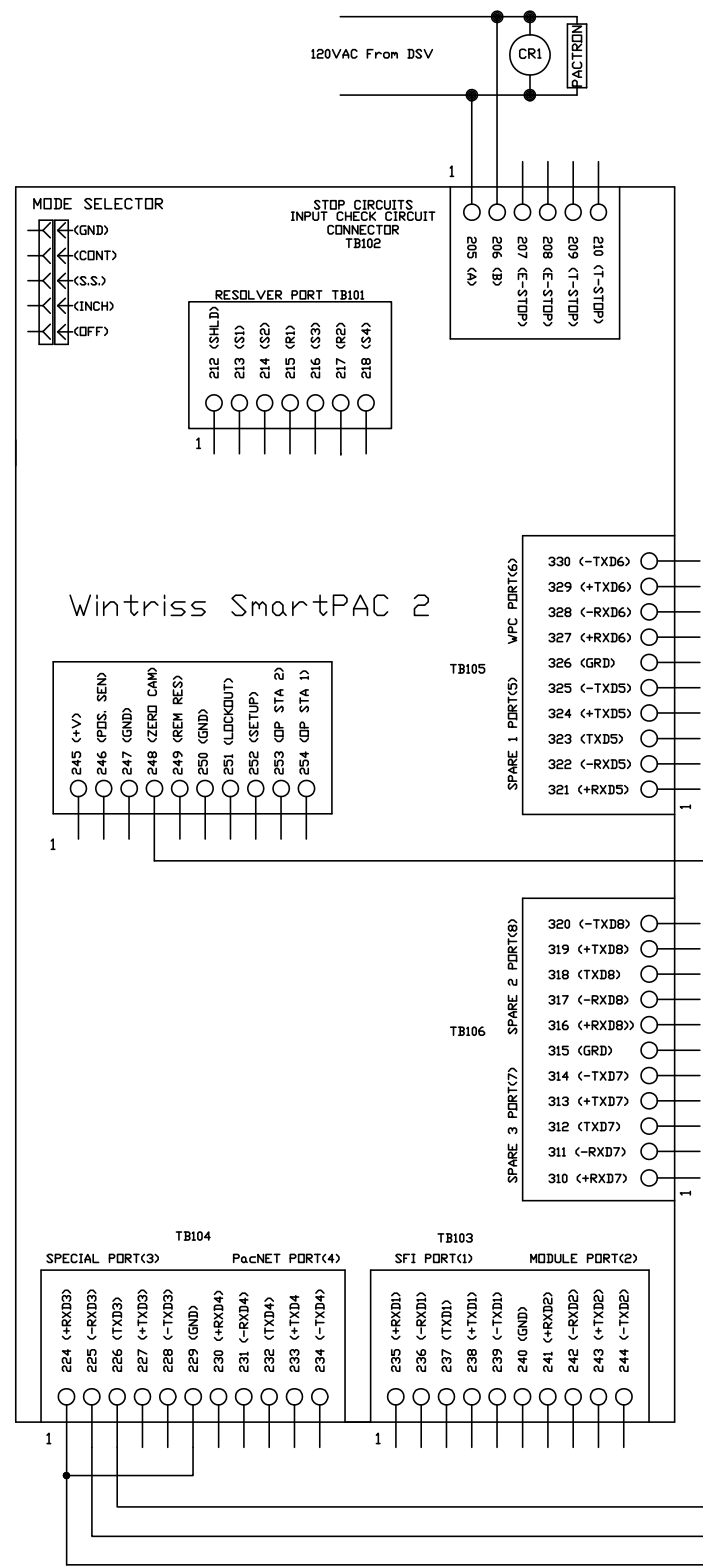 120VAC From DSV
CR1
PACTRON
1
MODE SELECTOR
(GND)
(CONT)
(S.S.)
(INCH)
(OFF)
STOP CIRCUITS
INPUT CHECK CIRCUIT
CONNECTOR
TB102
205 (A)
206 (B)
207 (E-STOP)
208 (E-STOP)
209 (T-STOP)
210 (T-STOP)
RESOLVER PORT TB101
212 (SHLD)
213 (S1)
214 (S2)
215 (R1)
216 (S3)
217 (R2)
218 (S4)
1
Wintriss SmartPAC 2
245 (+V)
246 (POS. SEN)
247 (GND)
248 (ZERO CAM)
249 (REM RES)
250 (GND)
251 (LOCKOUT)
252 (SETUP)
253 (OP STA 2)
254 (OP STA 1)
1
TB105
WPC PORT(6)
SPARE 1 PORT(5)
330 (-TXD6)
329 (+TXD6)
328 (-RXD6)
327 (+RXD6)
326 (GRD)
325 (-TXD5)
324 (+TXD5)
323 (TXD5)
322 (-RXD5)
321 (+RXD5)
1
TB106
SPARE 2 PORT(8)
SPARE 3 PORT(7)
320 (-TXD8)
319 (+TXD8)
318 (TXD8)
317 (-RXD8)
316 (+RXD8))
315 (GRD)
314 (-TXD7)
313 (+TXD7)
312 (TXD7)
311 (-RXD7)
310 (+RXD7)
1
TB104
SPECIAL PORT(3)
PacNET PORT(4)
224 (+RXD3)
225 (-RXD3)
226 (TXD3)
227 (+TXD3)
228 (-TXD3)
229 (GND)
230 (+RXD4)
231 (-RXD4)
232 (TXD4)
233 (+TXD4
234 (-TXD4)
1
TB103
SFI PORT(1)
MODULE PORT(2)
235 (+RXD1)
236 (-RXD1)
237 (TXD1)
238 (+TXD1)
239 (-TXD1)
240 (GND)
241 (+RXD2)
242 (-RXD2)
243 (+TXD2)
244 (-TXD2)
1